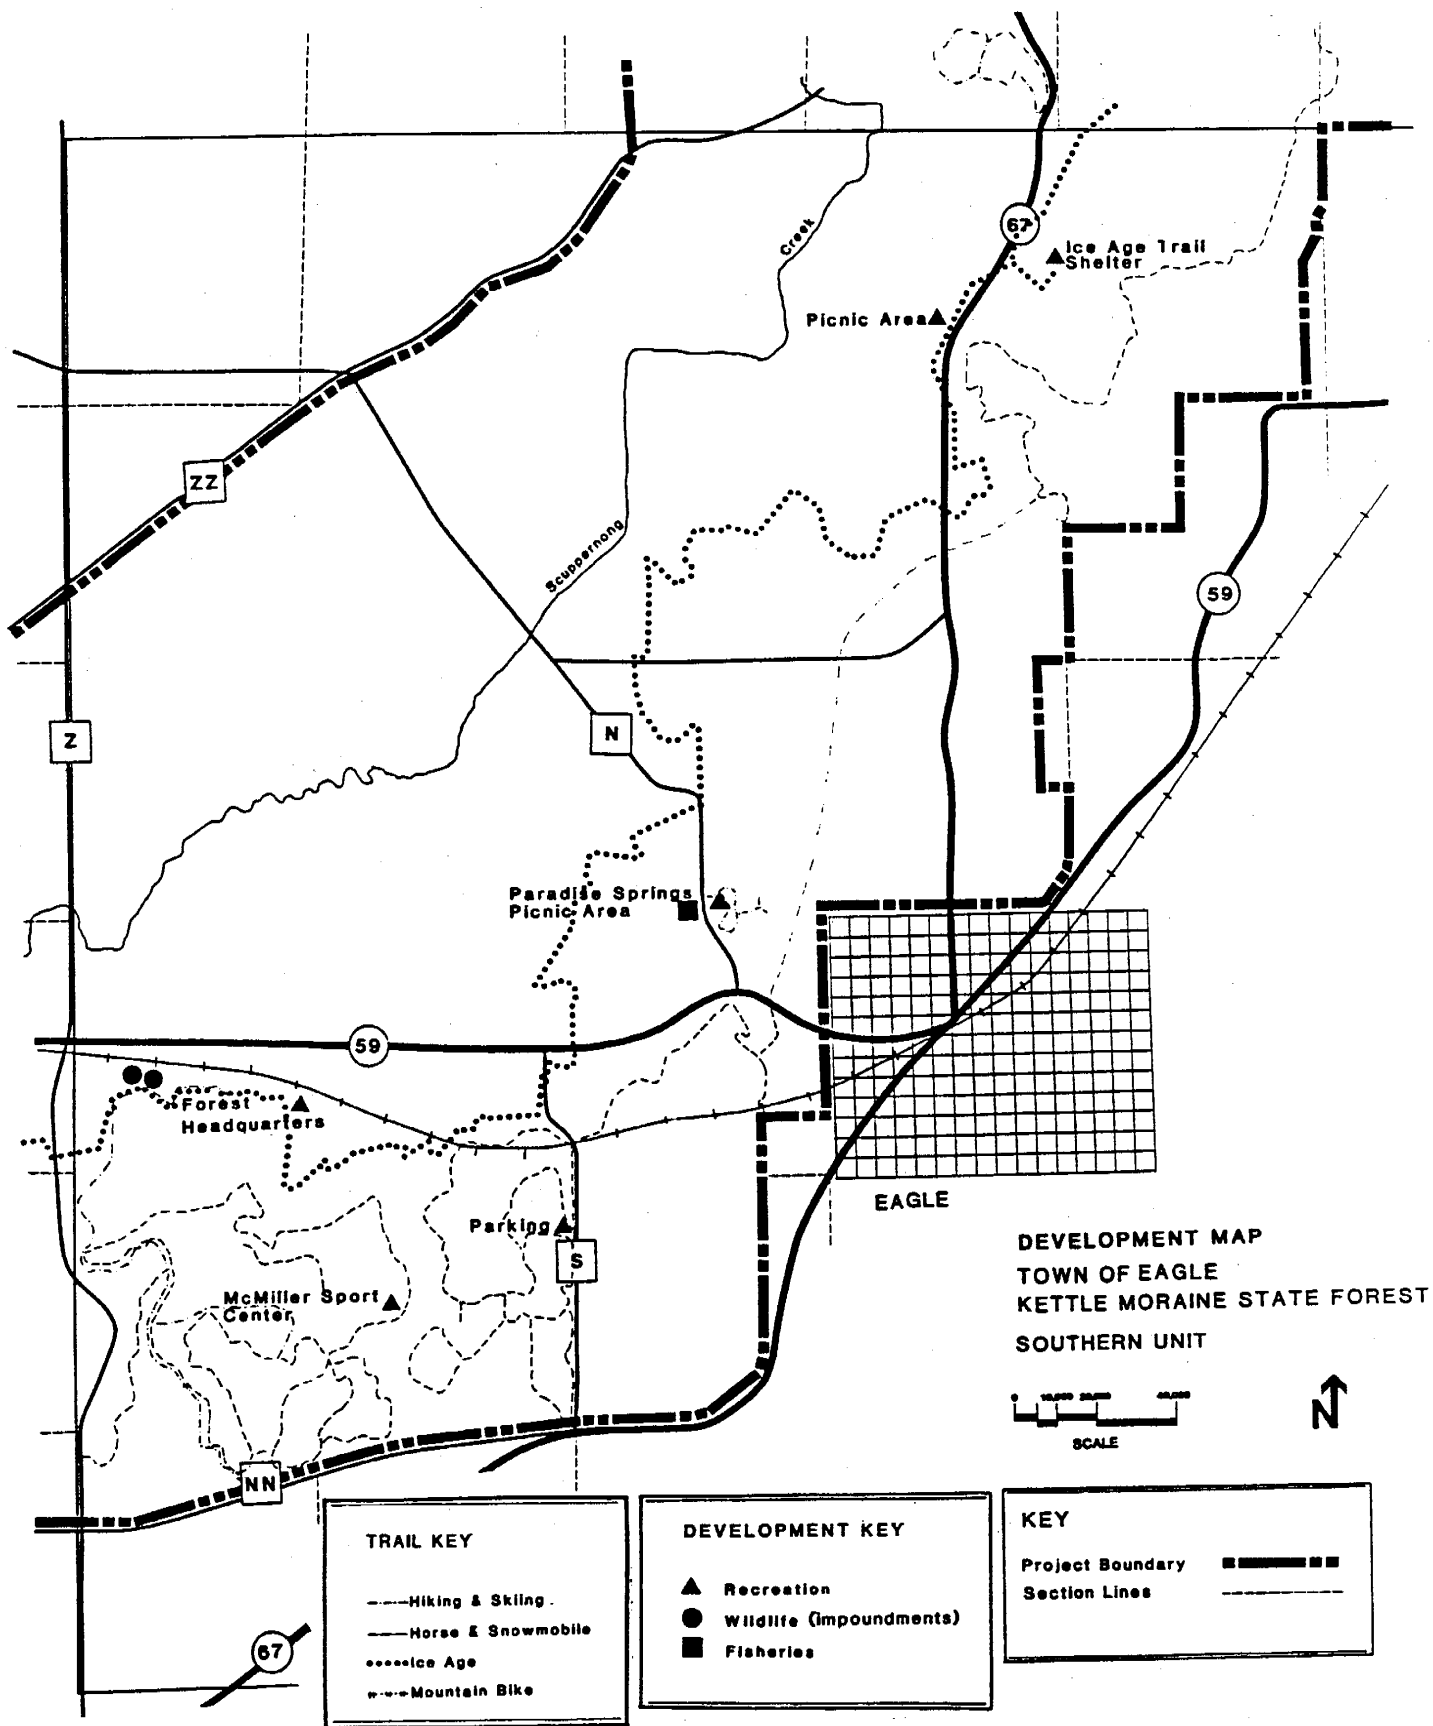 Creek
67
Ice Age Trail
Shelter
Picnic Area
ZZ
Scuppernong
59
Z
N
Paradise Springs
Picnic Area
59
Forest
Headquarters
EAGLE
Parking
S
McMiller Sport
Center
NN
67
DEVELOPMENT MAP
TOWN OF EAGLE
KETTLE MORAINE STATE FOREST
SOUTHERN UNIT
0
SCALE
N
TRAIL KEY
Hiking & Skiing
Horse & Snowmobile
Ice Age
Mountain Bike
DEVELOPMENT KEY
Recreation
Wildlife (impoundments)
Fisheries
KEY
Project Boundary
Section Lines